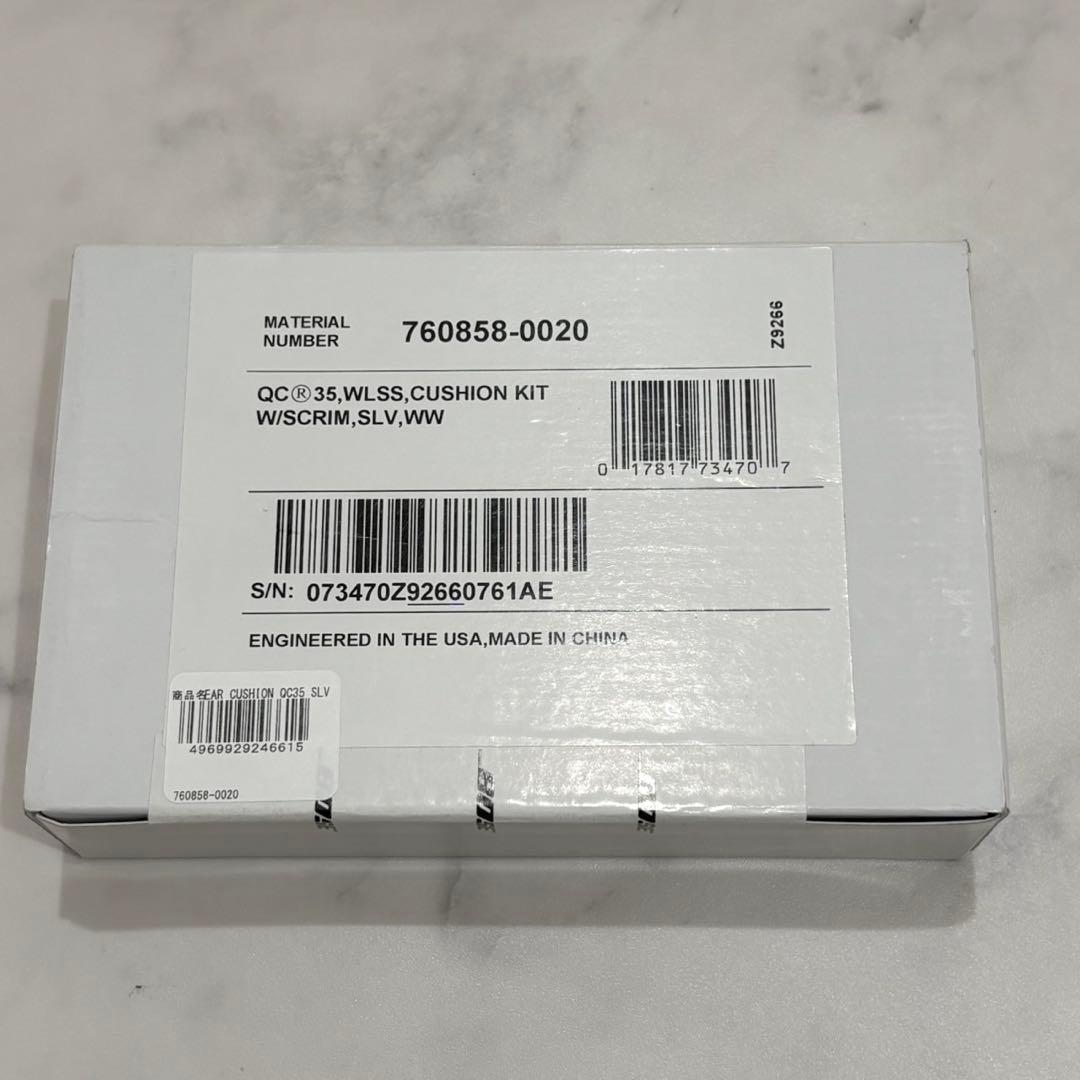 MATERIAL
NUMBER
760858-0020
Z9266
QC®35,WLSS,CUSHION KIT
W/SCRIM,SLV,WW
0 17817 73470 7
S/N: 073470Z92660761AE
ENGINEERED IN THE USA,MADE IN CHINA
商品名EAR CUSHION QC35 SLV
4969929246615
760858-0020